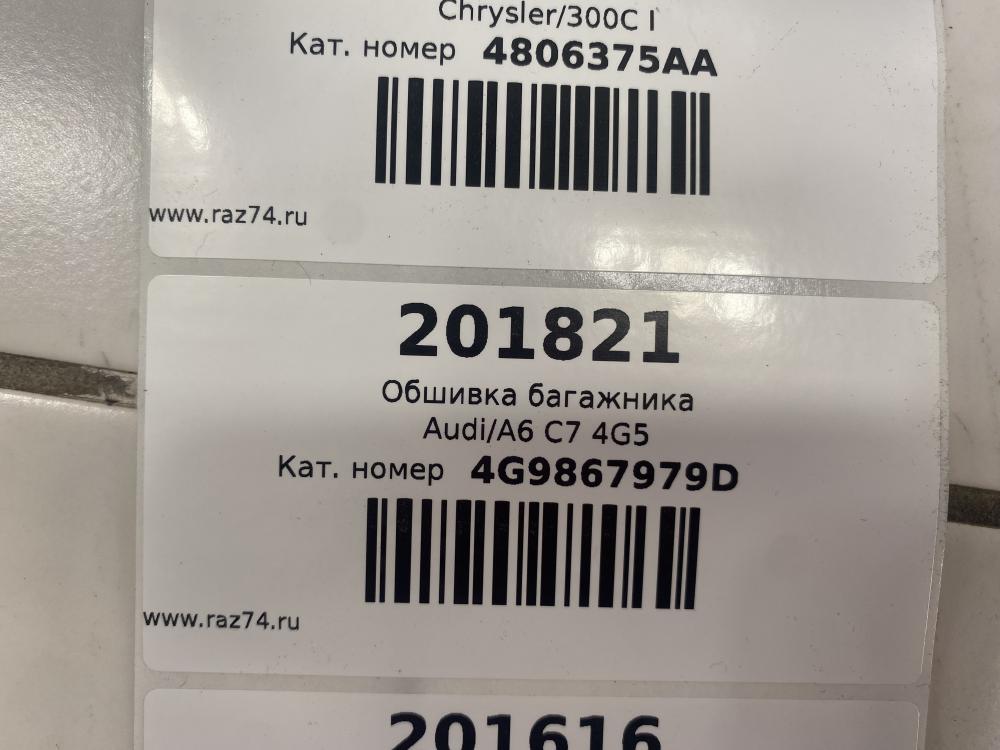 Chrysler/300C I
Кат. номер 4806375AA
www.raz74.ru
201821
Обшивка багажника
Audi/A6 C7 4G5
Кат. номер 4G9867979D
www.raz74.ru
201616